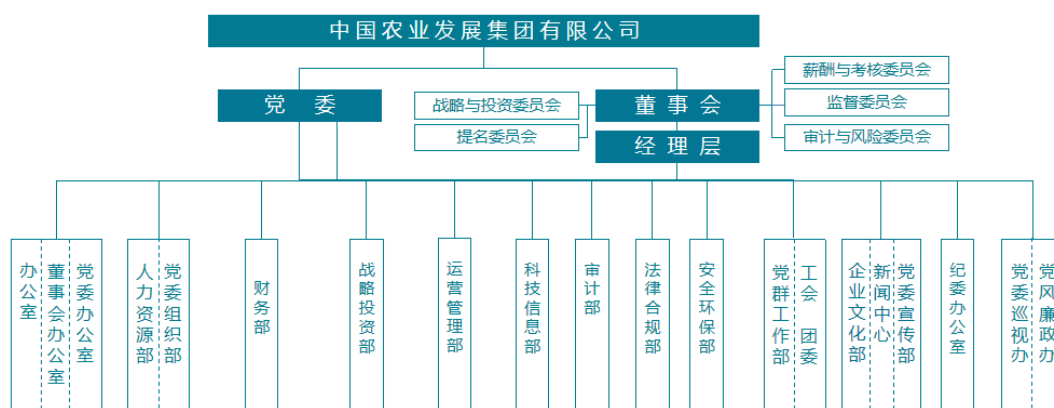 中国农业发展集团有限公司
党 委
战略与投资委员会
提名委员会
董事会
经理层
薪酬与考核委员会
监督委员会
审计与风险委员会
办公室
董事会办公室
党委办公室
人力资源部
党委组织部
财务部
战略投资部
运营管理部
科技信息部
审计部
法律合规部
安全环保部
党群工作部
工会 团委
企业文化部
新闻中心
党委宣传部
纪委办公室
党委巡视办
党风廉政办